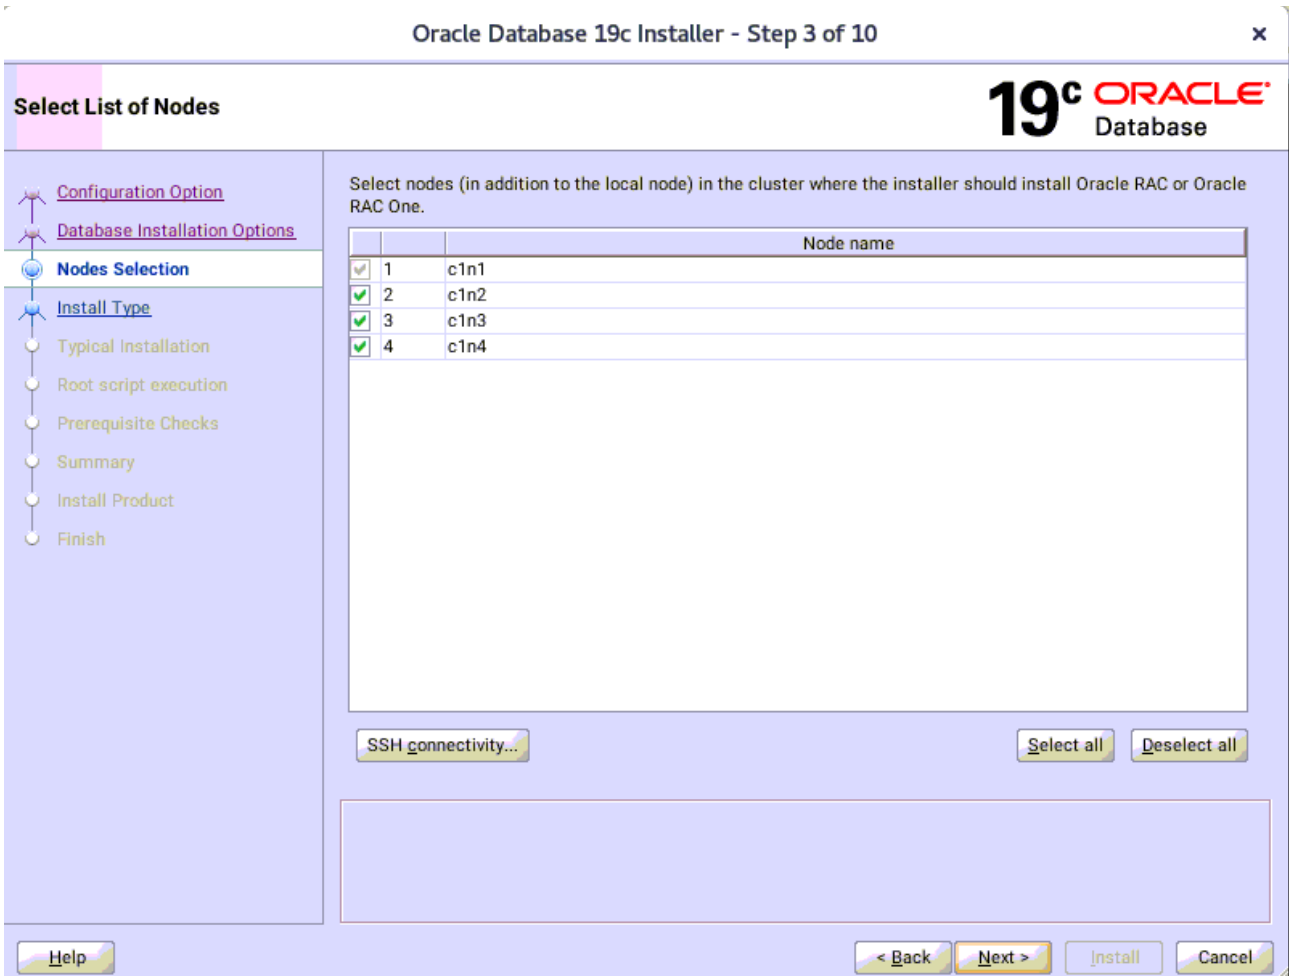 Oracle Database 19c Installer - Step 3 of 10
×
Select List of Nodes
19c ORACLE
Database
Configuration Option
Database Installation Options
Nodes Selection
Install Type
Typical Installation
Root script execution
Prerequisite Checks
Summary
Install Product
Finish
Select nodes (in addition to the local node) in the cluster where the installer should install Oracle RAC or Oracle
RAC One.
Node name
1 c1n1
2 c1n2
3 c1n3
4 c1n4
SSH connectivity... Select all Deselect all
Help < Back Next > Install Cancel